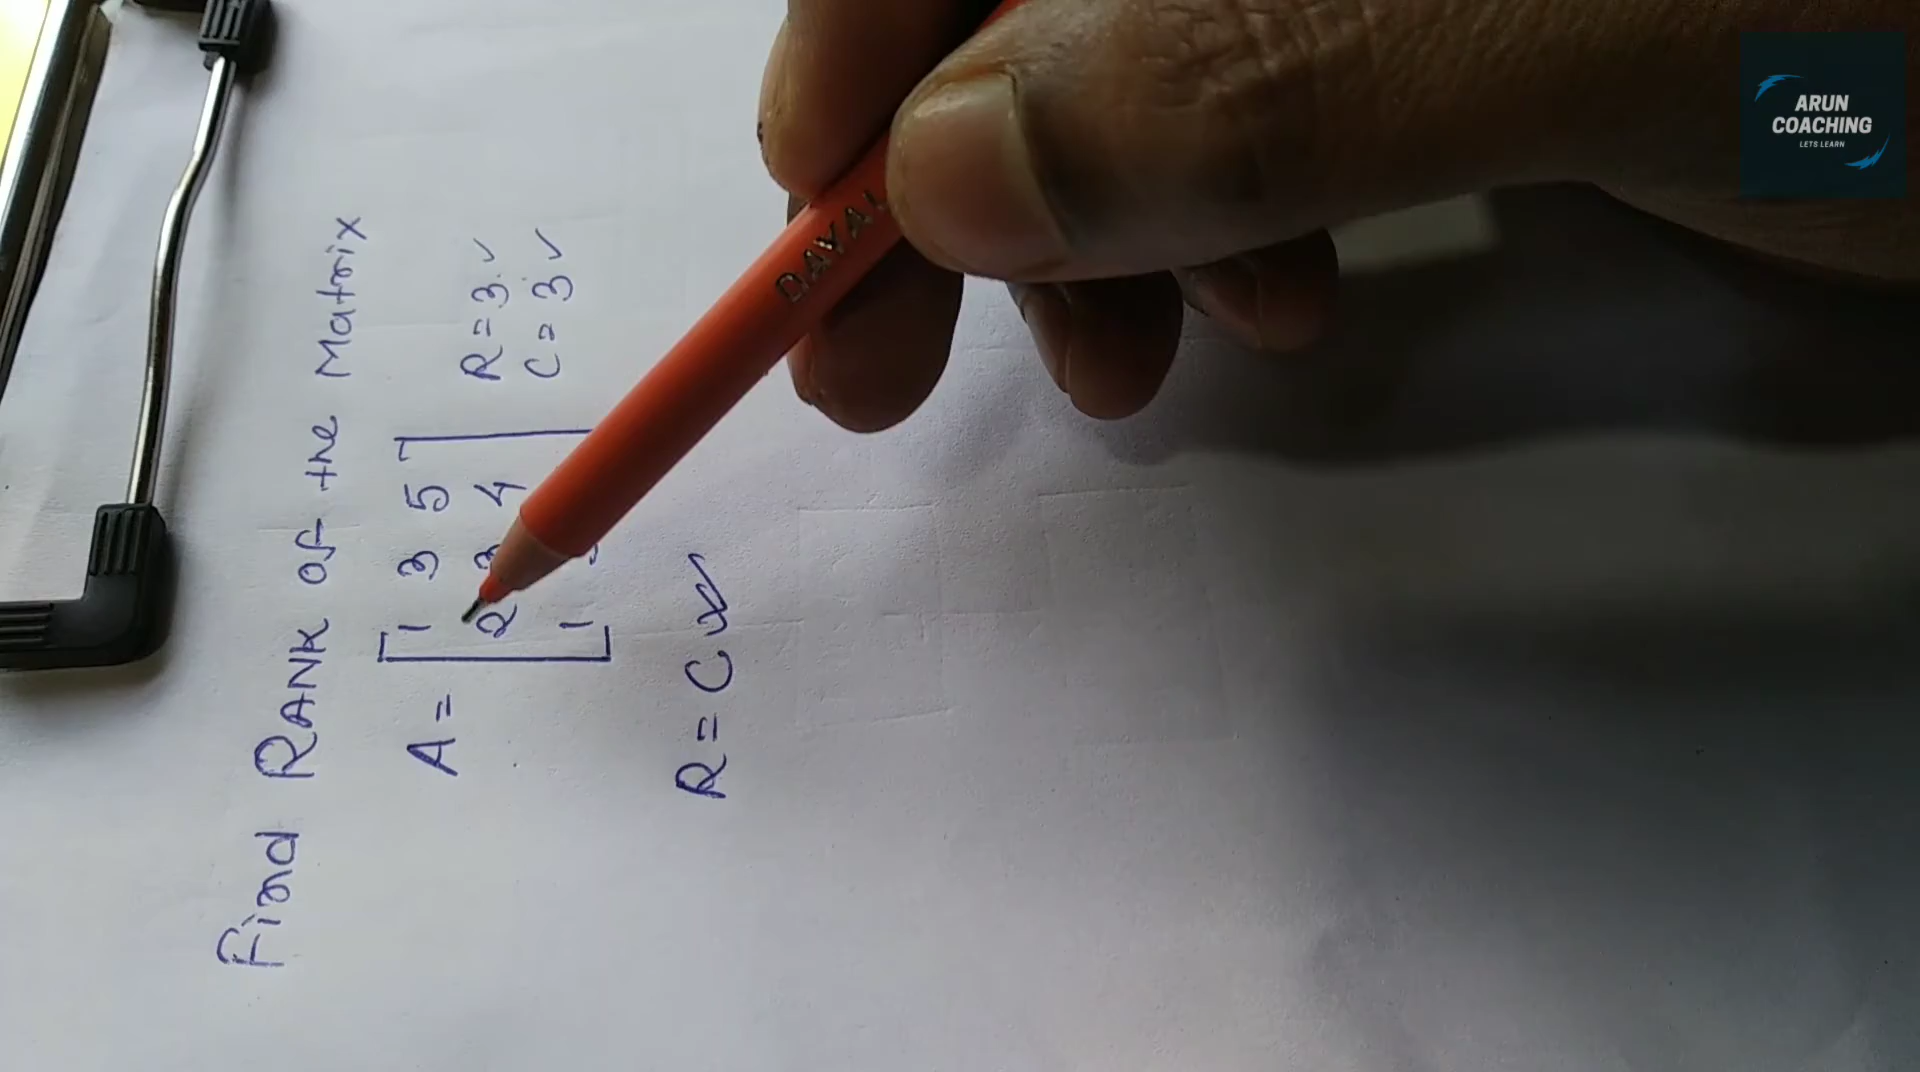 Find RANK of the Matrix
A = [ 1 3 5 ]
2 3 4
1
R = 3 ✓
C = 3 ✓
R = C ✓
DAYAL
ARUN
COACHING
LETS LEARN